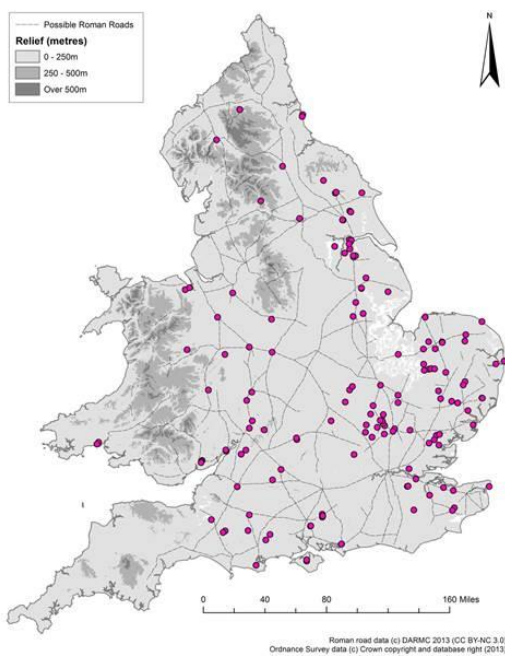 Possible Roman Roads
Relief (metres)
0 - 250m
250 - 500m
Over 500m
N
0 40 80 160 Miles
Roman road data (c) DARMC 2013 (CC BY-NC 3.0)
Ordnance Survey data (c) Crown copyright and database right (2013)